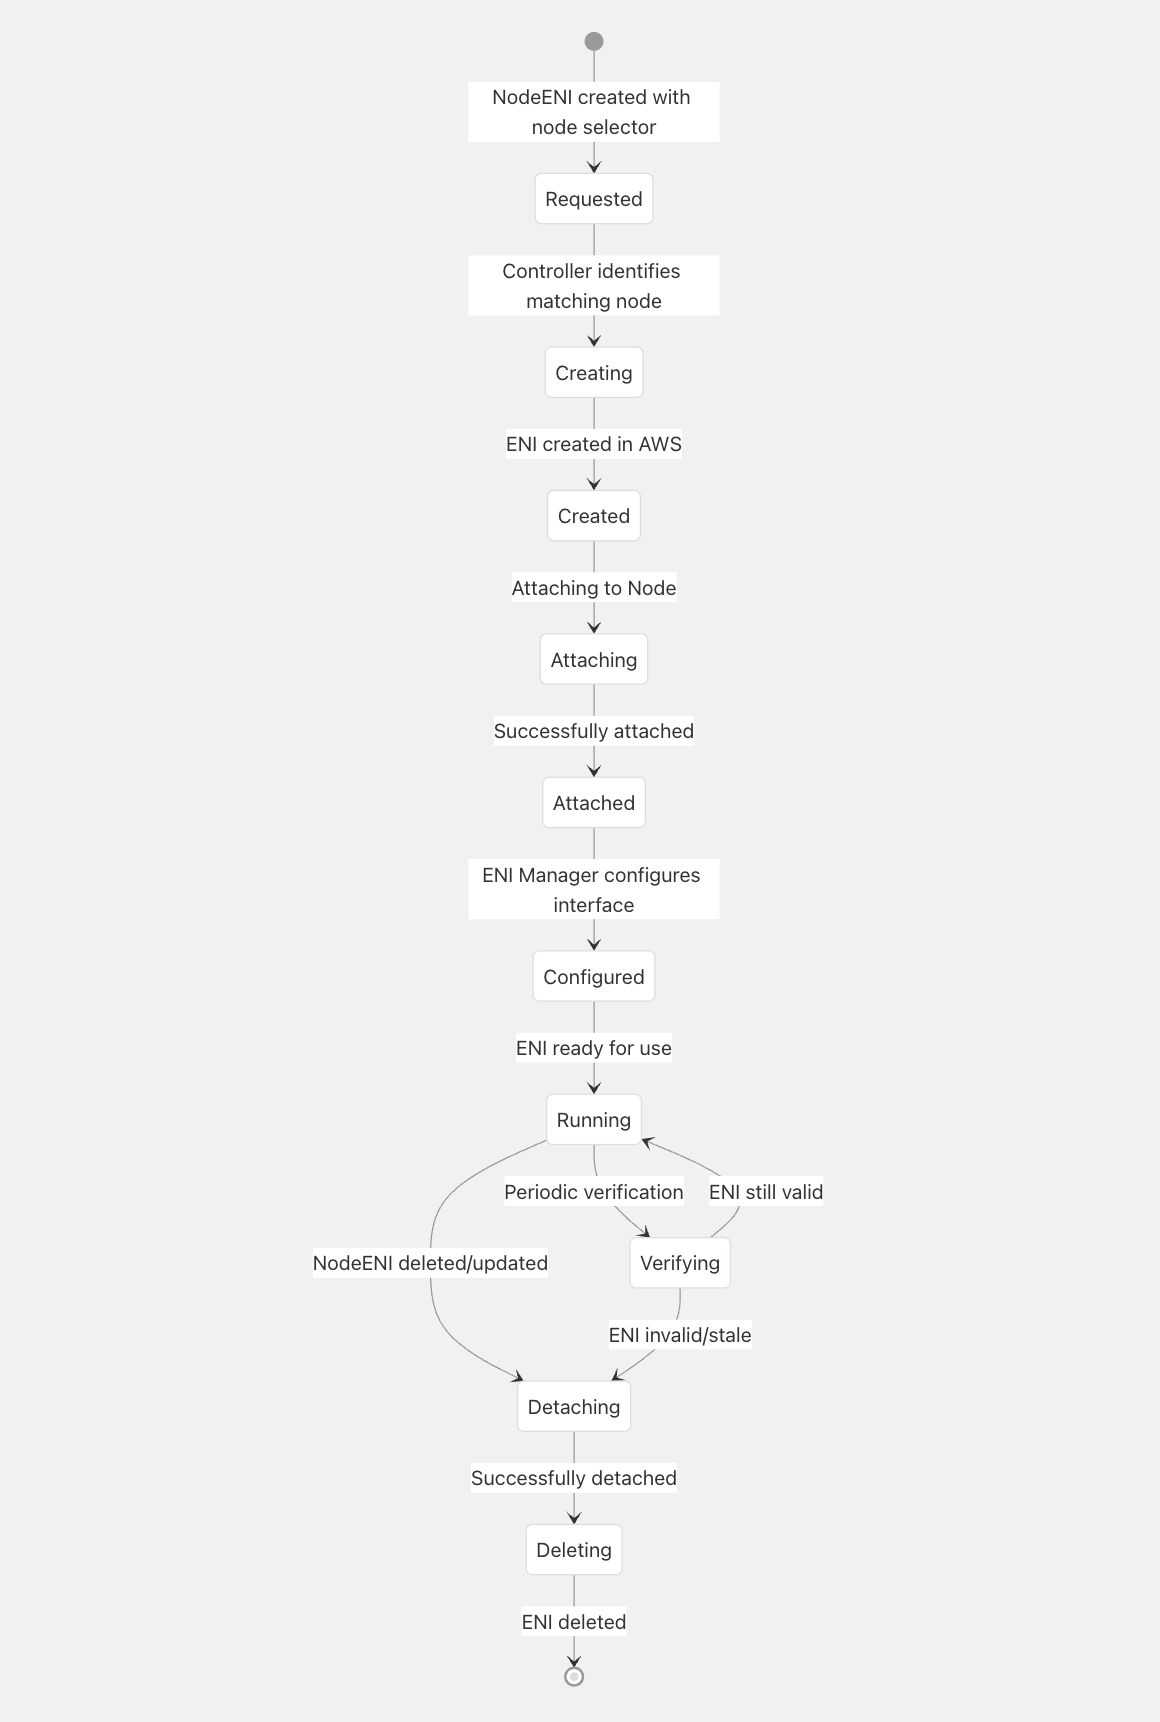 NodeENI created with
node selector
Requested
Controller identifies
matching node
Creating
ENI created in AWS
Created
Attaching to Node
Attaching
Successfully attached
Attached
ENI Manager configures
interface
Configured
ENI ready for use
Running
Periodic verification
ENI still valid
NodeENI deleted/updated
Verifying
ENI invalid/stale
Detaching
Successfully detached
Deleting
ENI deleted